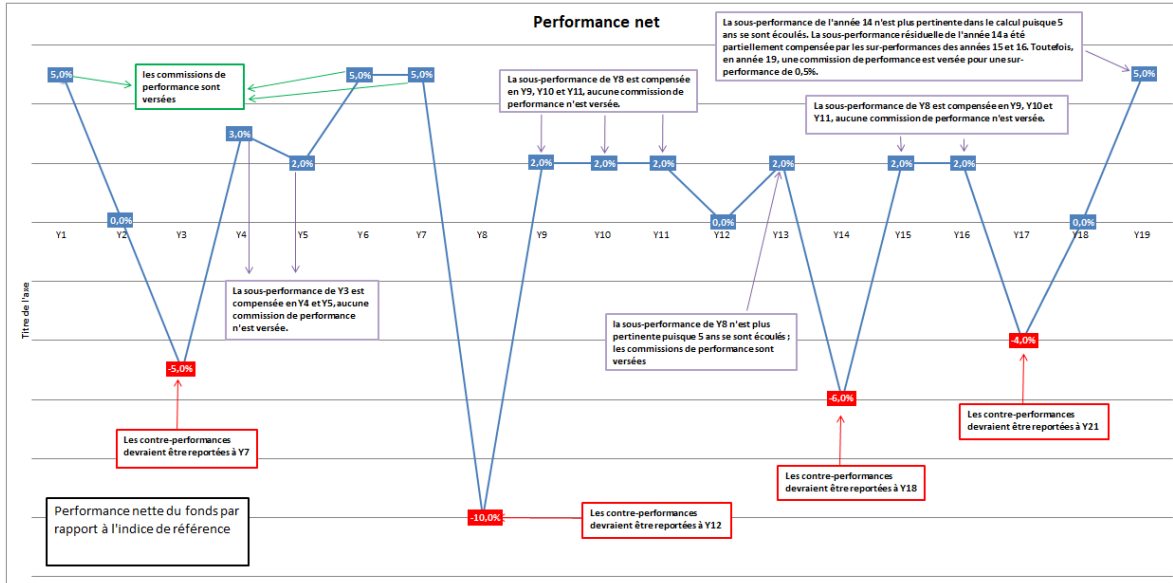 Performance net
La sous-performance de l'année 14 n'est plus pertinente dans le calcul puisque 5
ans se sont écoulés. La sous-performance résiduelle de l'année 14 a été
partiellement compensée par les sur-performances des années 15 et 16. Toutefois,
en année 19, une commission de performance est versée pour une sur-
performance de 0,5%.
les commissions de
performance sont
versées
La sous-performance de Y8 est compensée
en Y9, Y10 et Y11, aucune commission de
performance n'est versée.
La sous-performance de Y8 est compensée en Y9, Y10 et
Y11, aucune commission de performance n'est versée.
5,0%
0,0%
-5,0%
3,0%
2,0%
5,0%
5,0%
-10,0%
2,0%
2,0%
2,0%
0,0%
2,0%
-6,0%
2,0%
2,0%
-4,0%
0,0%
5,0%
Y1
Y2
Y3
Y4
Y5
Y6
Y7
Y8
Y9
Y10
Y11
Y12
Y13
Y14
Y15
Y16
Y17
Y18
Y19
Titre de l'axe
La sous-performance de Y3 est
compensée en Y4 et Y5, aucune
commission de performance
n'est versée.
la sous-performance de Y8 n'est plus
pertinente puisque 5 ans se sont écoulés ;
les commissions de performance sont
versées
Les contre-performances
devraient être reportées à Y7
Les contre-performances
devraient être reportées à Y21
Les contre-performances
devraient être reportées à Y18
Les contre-performances
devraient être reportées à Y12
Performance nette du fonds par
rapport à l'indice de référence